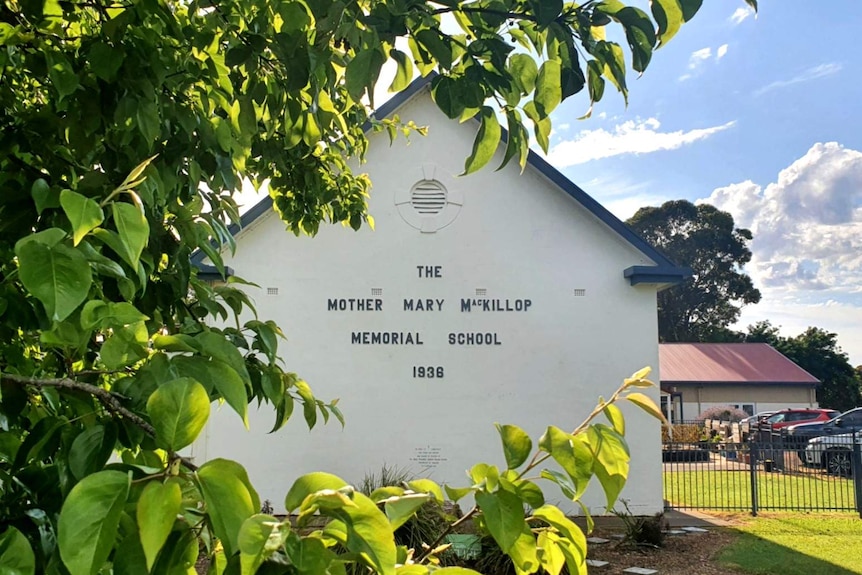 THE
MOTHER MARY MACKILLOP
MEMORIAL SCHOOL
1936